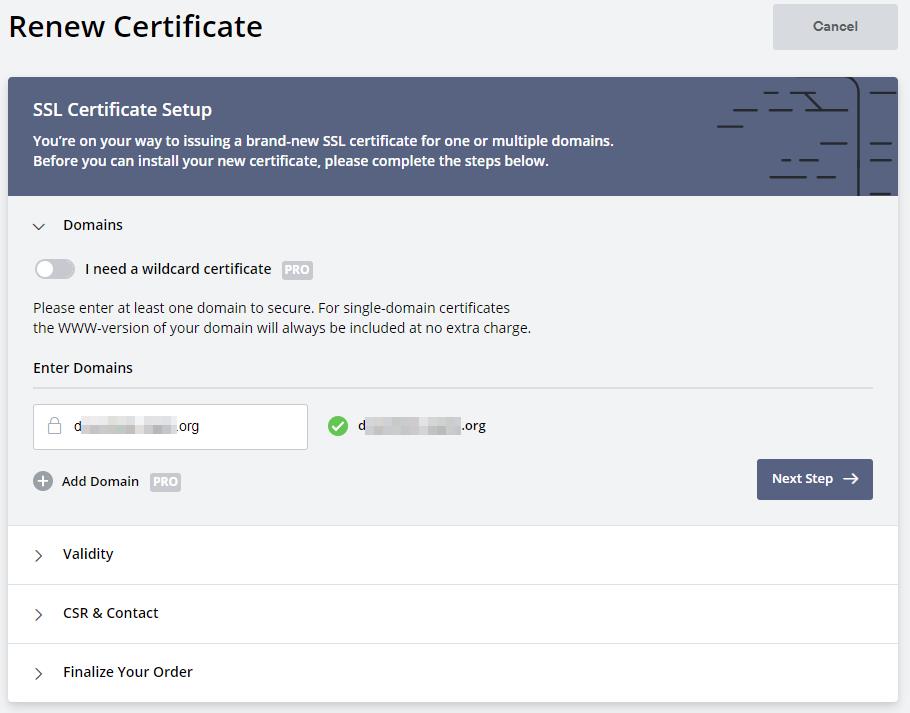 Renew Certificate
Cancel
SSL Certificate Setup
You're on your way to issuing a brand-new SSL certificate for one or multiple domains.
Before you can install your new certificate, please complete the steps below.
Domains
I need a wildcard certificate PRO
Please enter at least one domain to secure. For single-domain certificates
the WWW-version of your domain will always be included at no extra charge.
Enter Domains
d .org
d .org
Add Domain PRO
Next Step →
Validity
CSR & Contact
Finalize Your Order